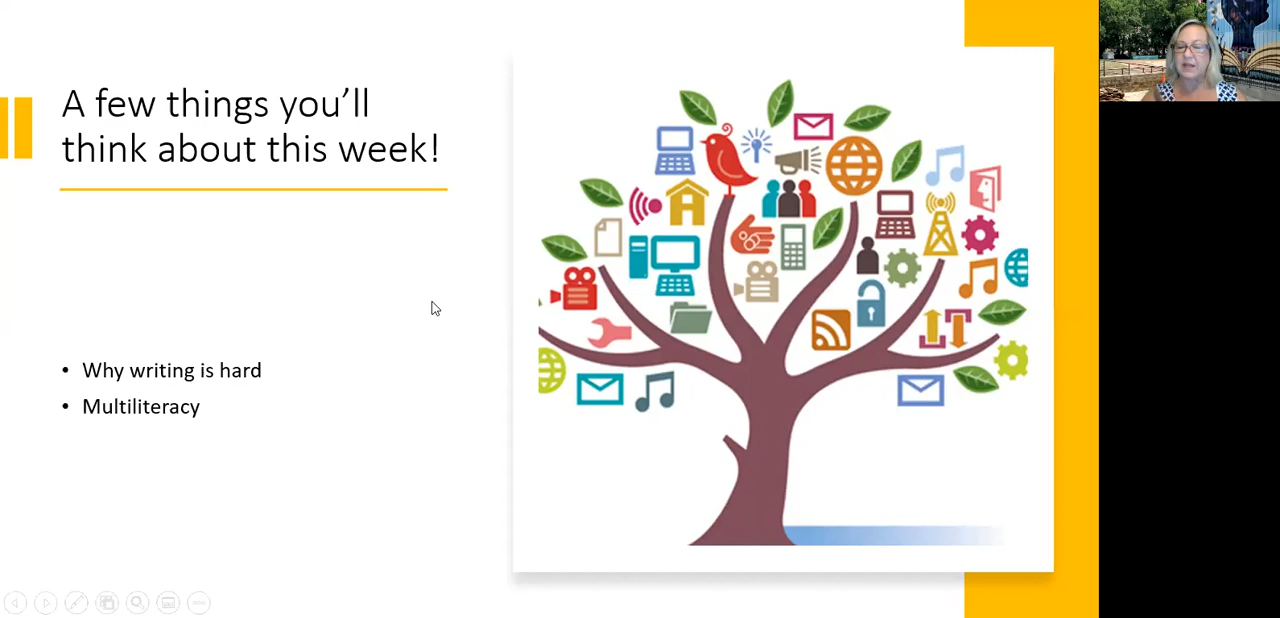 A few things you'll
think about this week!
• Why writing is hard
• Multiliteracy